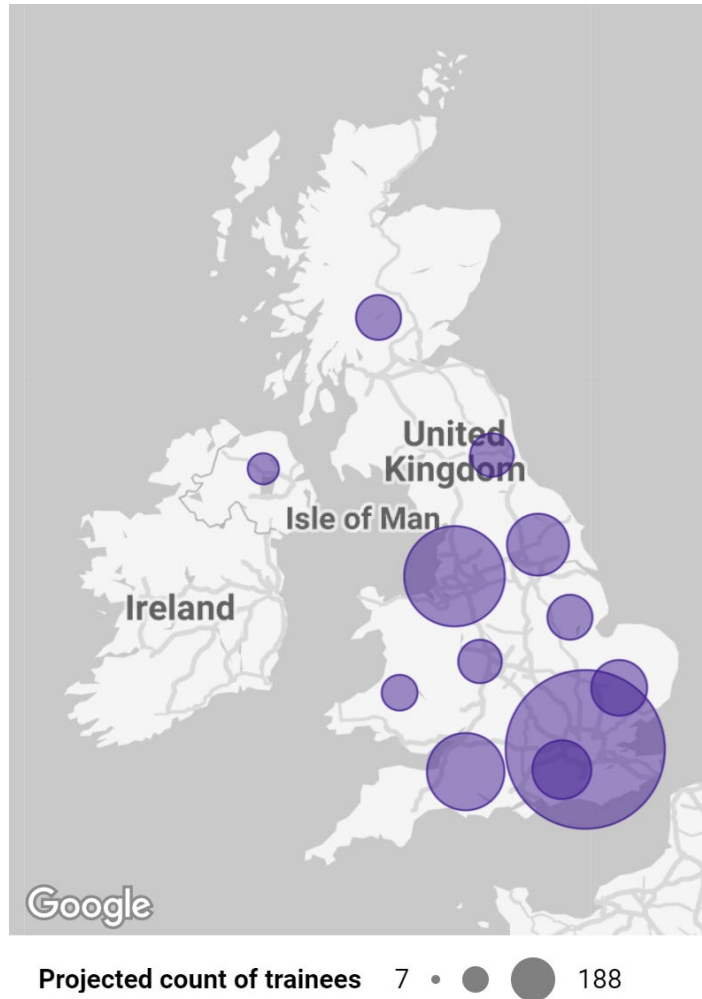 United
Kingdom
Isle of Man
Ireland
Google
Projected count of trainees 7 188